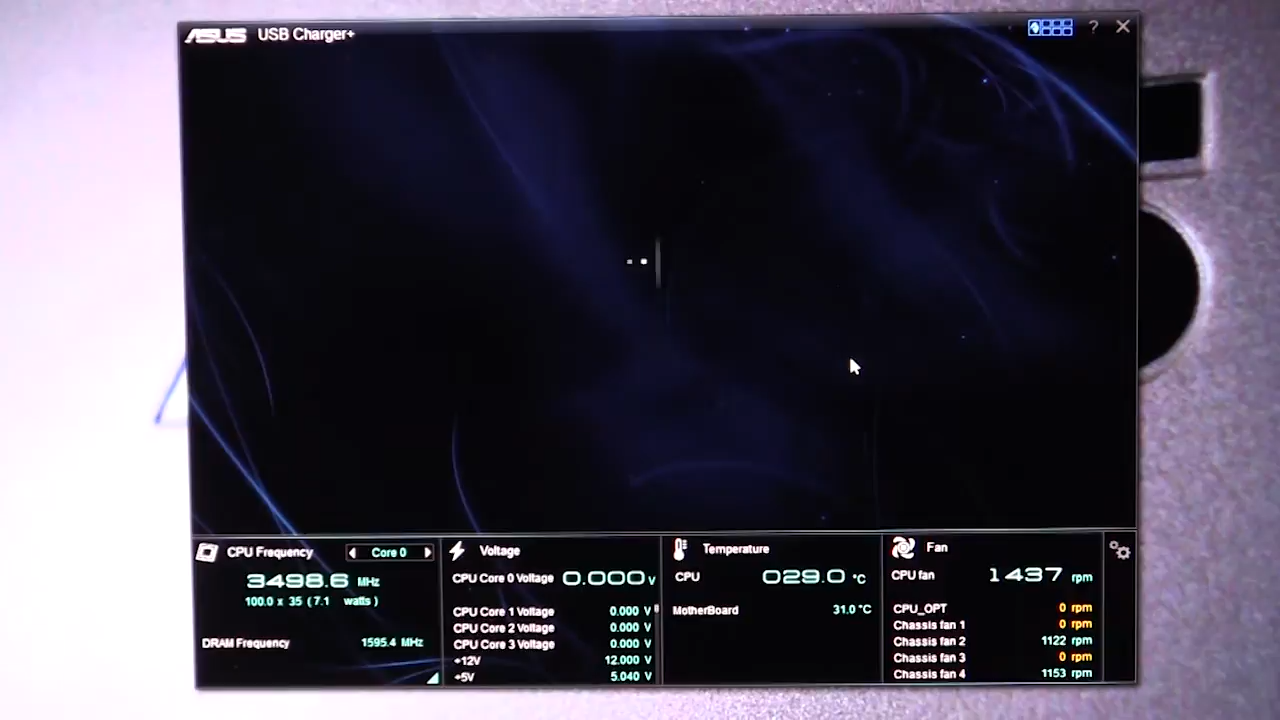 ASUS USB Charger+ ?
CPU Frequency Core 0
3498.6 MHz
100.0 x 35 ( 7.1 watts )
DRAM Frequency 1595.4 MHz
Voltage
CPU Core 0 Voltage 0.000 V
CPU Core 1 Voltage 0.000 V
CPU Core 2 Voltage 0.000 V
CPU Core 3 Voltage 0.000 V
+12V 12.000 V
+5V 5.040 V
Temperature
CPU 029.0 °C
MotherBoard 31.0 °C
Fan
CPU fan 1437 rpm
CPU_OPT 0 rpm
Chassis fan 1 0 rpm
Chassis fan 2 1122 rpm
Chassis fan 3 0 rpm
Chassis fan 4 1153 rpm